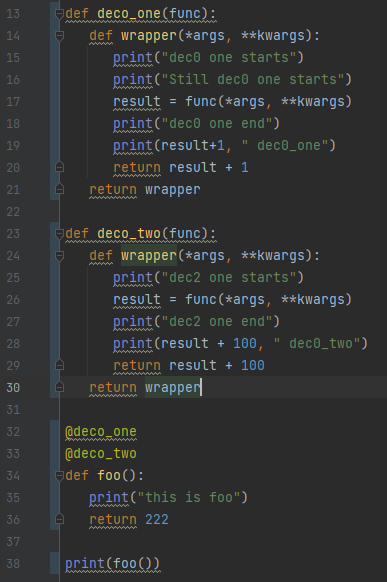 13 def deco_one(func):
14     def wrapper(*args, **kwargs):
15         print("dec0 one starts")
16         print("Still dec0 one starts")
17         result = func(*args, **kwargs)
18         print("dec0 one end")
19         print(result+1, " dec0_one")
20         return result + 1
21     return wrapper
22
23 def deco_two(func):
24     def wrapper(*args, **kwargs):
25         print("dec2 one starts")
26         result = func(*args, **kwargs)
27         print("dec2 one end")
28         print(result + 100, " dec0_two")
29         return result + 100
30     return wrapper
31
32 @deco_one
33 @deco_two
34 def foo():
35     print("this is foo")
36     return 222
37
38 print(foo())